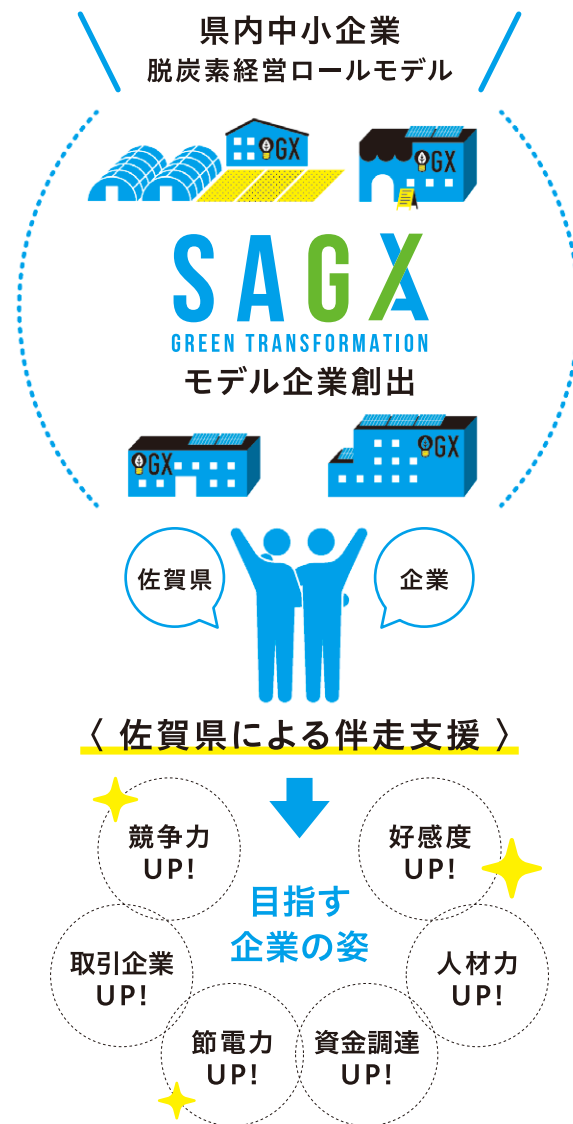 県内中小企業
脱炭素経営ロールモデル
GX
GX
SAGA
GREEN TRANSFORMATION
モデル企業創出
GX
GX
佐賀県
企業
〈 佐賀県による伴走支援 〉
競争力
UP!
好感度
UP!
目指す
企業の姿
取引企業
UP!
人材力
UP!
節電力
UP!
資金調達
UP!